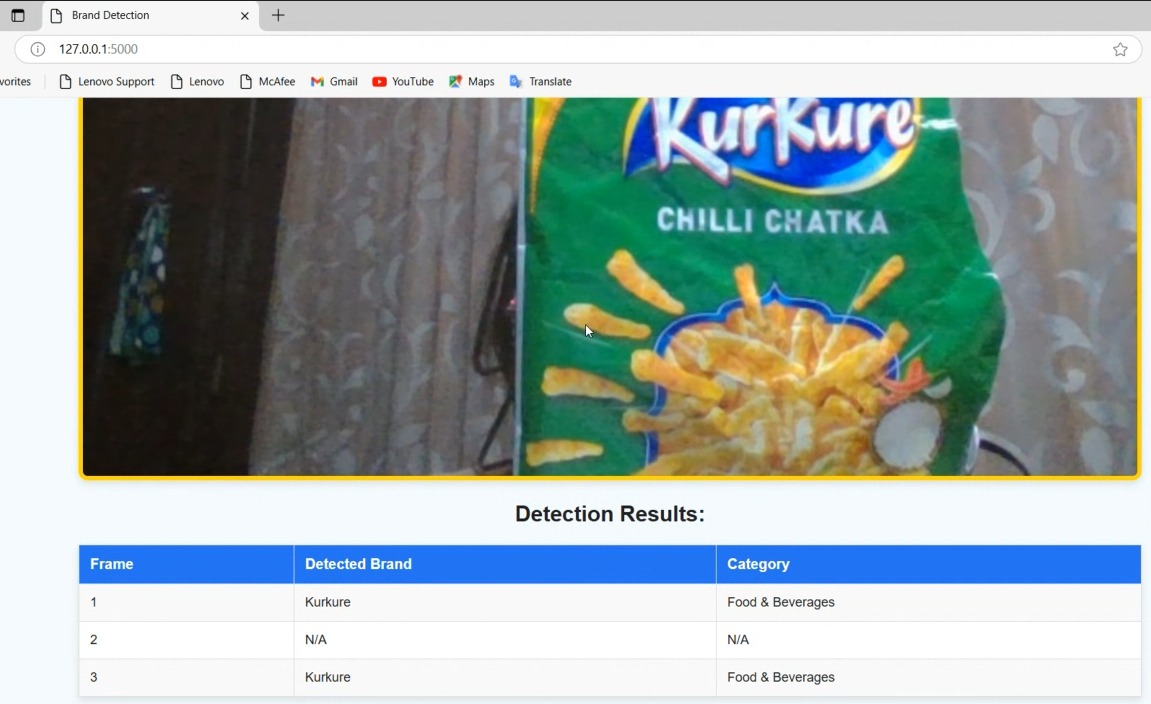 Brand Detection
127.0.0.1:5000
vorites Lenovo Support Lenovo McAfee Gmail YouTube Maps Translate
Kurkure
CHILLI CHATKA
Detection Results:
Frame Detected Brand Category
1 Kurkure Food & Beverages
2 N/A N/A
3 Kurkure Food & Beverages